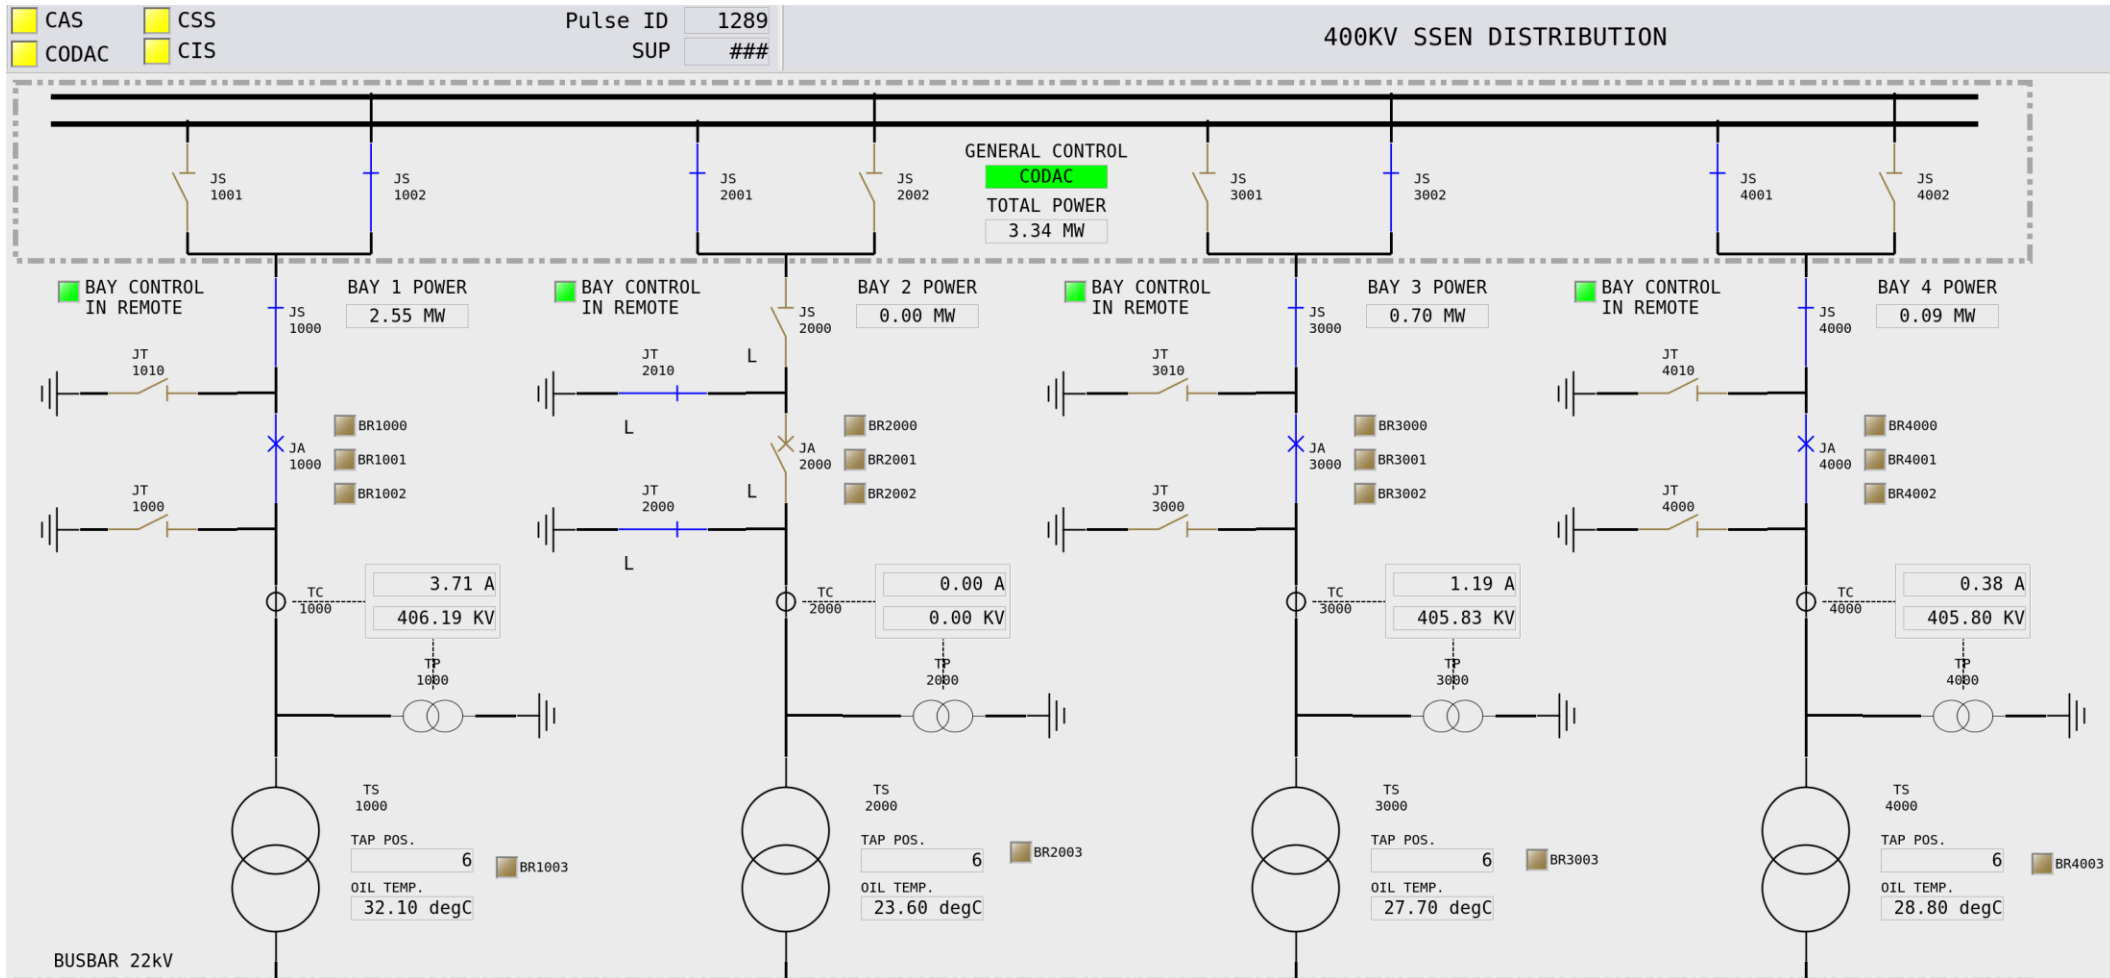 CAS CSS Pulse ID 1289
CODAC CIS SUP ###
400KV SSEN DISTRIBUTION
GENERAL CONTROL
CODAC
TOTAL POWER
3.34 MW
JS
1001
JS
1002
JS
2001
JS
2002
JS
3001
JS
3002
JS
4001
JS
4002
BAY CONTROL
IN REMOTE
BAY 1 POWER
2.55 MW
JS
1000
JT
1010
JA
1000
BR1000
BR1001
BR1002
JT
1000
TC
1000
3.71 A
406.19 KV
TP
1000
TS
1000
TAP POS.
6
BR1003
OIL TEMP.
32.10 degC
BAY CONTROL
IN REMOTE
BAY 2 POWER
0.00 MW
JS
2000
L
JT
2010
L
JA
2000
L
BR2000
BR2001
BR2002
JT
2000
L
TC
2000
0.00 A
0.00 KV
TP
2000
TS
2000
TAP POS.
6
BR2003
OIL TEMP.
23.60 degC
BAY CONTROL
IN REMOTE
BAY 3 POWER
0.70 MW
JS
3000
JT
3010
JA
3000
BR3000
BR3001
BR3002
JT
3000
TC
3000
1.19 A
405.83 KV
TP
3000
TS
3000
TAP POS.
6
BR3003
OIL TEMP.
27.70 degC
BAY CONTROL
IN REMOTE
BAY 4 POWER
0.09 MW
JS
4000
JT
4010
JA
4000
BR4000
BR4001
BR4002
JT
4000
TC
4000
0.38 A
405.80 KV
TP
4000
TS
4000
TAP POS.
6
BR4003
OIL TEMP.
28.80 degC
BUSBAR 22kV